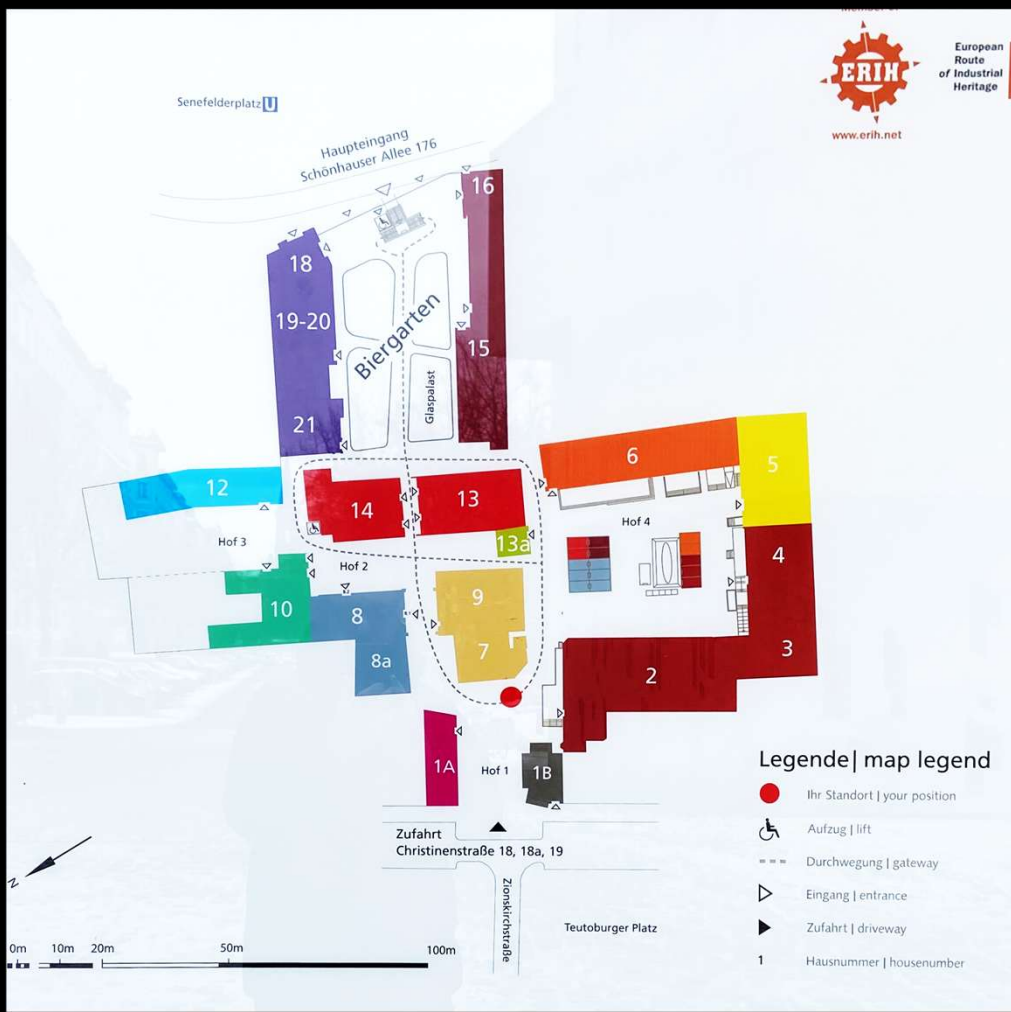 Member of
ERIH
European
Route
of Industrial
Heritage
www.erih.net
Senefelderplatz U
Haupteingang
Schönhauser Allee 176
16
18
19-20
Biergarten
15
Glaspalast
21
6
5
12
14
13
13a
Hof 4
Hof 3
Hof 2
4
9
10
8
7
3
8a
2
1A
Hof 1
1B
Zufahrt
Christinenstraße 18, 18a, 19
Zionskirchstraße
Teutoburger Platz
N
0m 10m 20m 50m 100m
Legende | map legend
Ihr Standort | your position
Aufzug | lift
Durchwegung | gateway
Eingang | entrance
Zufahrt | driveway
1 Hausnummer | housenumber